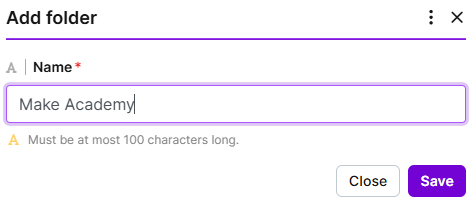 Add folder
A Name *
Make Academy
A Must be at most 100 characters long.
Close Save